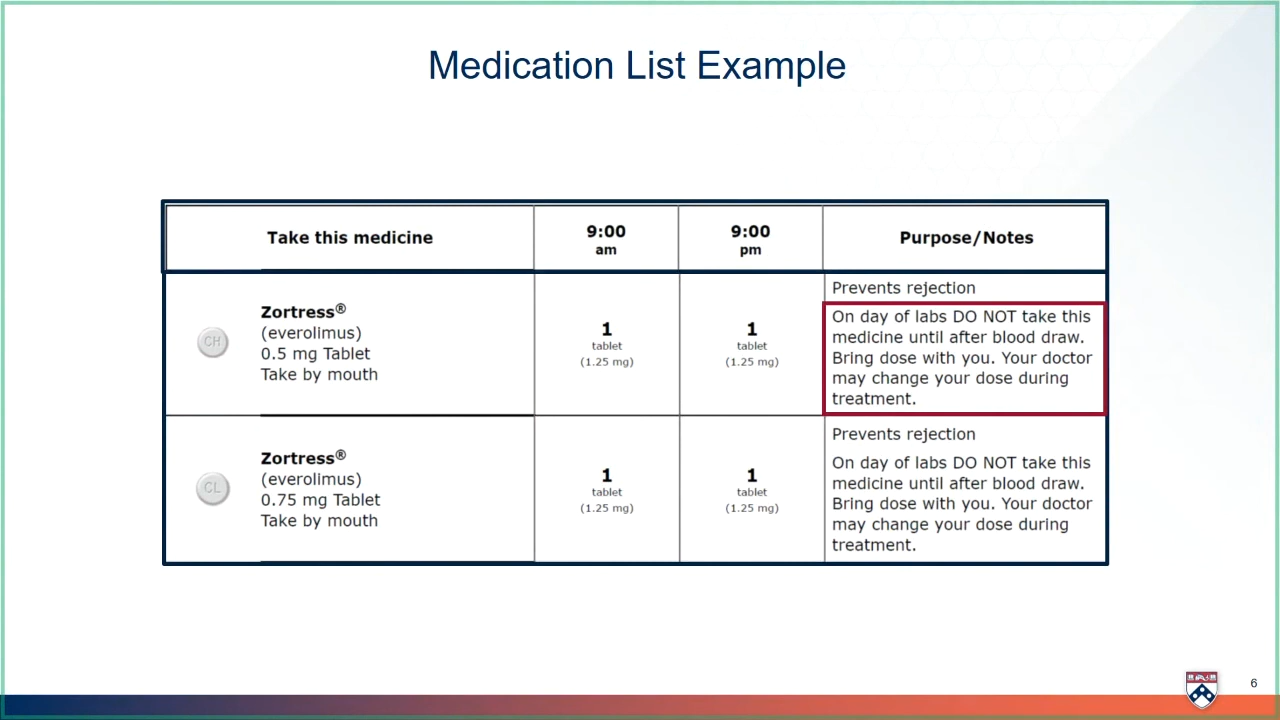 Medication List Example
Take this medicine
9:00
am
9:00
pm
Purpose/Notes
CH
Zortress®
(everolimus)
0.5 mg Tablet
Take by mouth
1
tablet
(1.25 mg)
1
tablet
(1.25 mg)
Prevents rejection
On day of labs DO NOT take this
medicine until after blood draw.
Bring dose with you. Your doctor
may change your dose during
treatment.
CL
Zortress®
(everolimus)
0.75 mg Tablet
Take by mouth
1
tablet
(1.25 mg)
1
tablet
(1.25 mg)
Prevents rejection
On day of labs DO NOT take this
medicine until after blood draw.
Bring dose with you. Your doctor
may change your dose during
treatment.
6